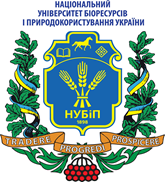 НАЦІОНАЛЬНИЙ
УНІВЕРСИТЕТ БІОРЕСУРСІВ
І ПРИРОДОКОРИСТУВАННЯ УКРАЇНИ
НУБіП
1898
TRADERE
PROGREDI
PROSPICERE